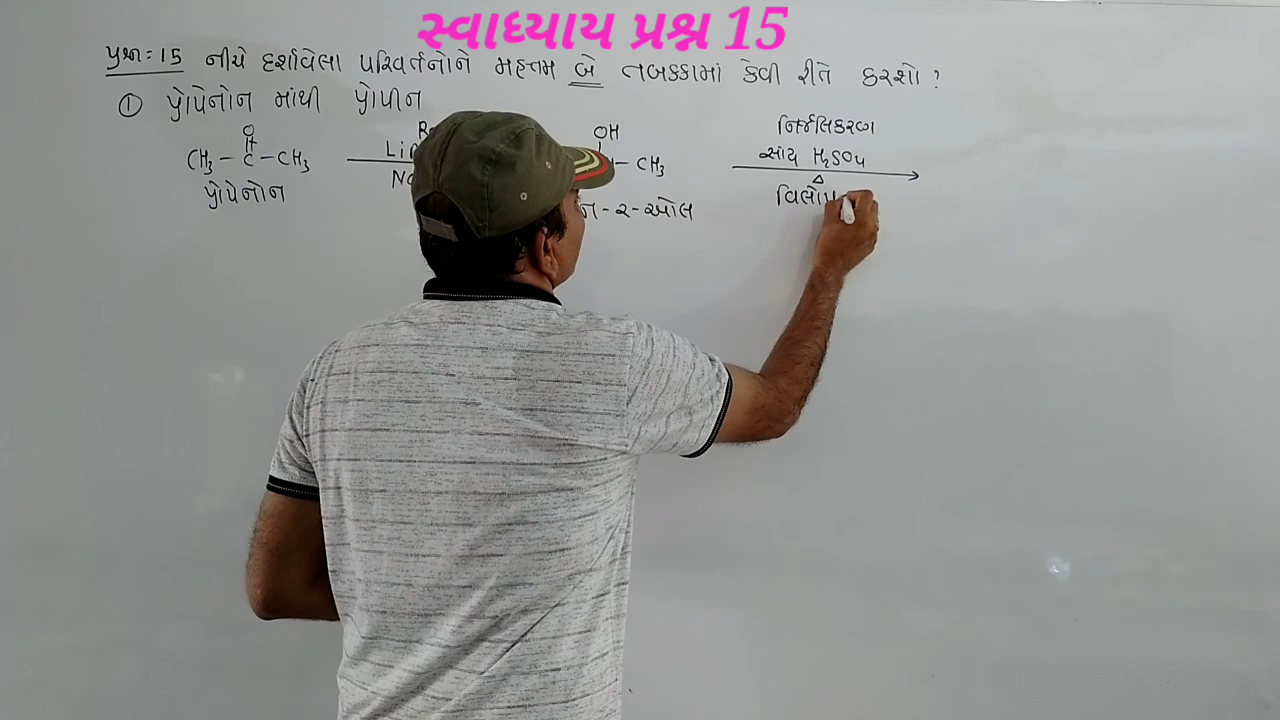 સ્વાધ્યાય પ્રશ્ન 15
પ્રશ્ન:15 નીચે દર્શાવેલા પરિવર્તનોને મહત્તમ બે તબક્કામાં કેવી રીતે કરશો ?
① પ્રોપેનોન માંથી પ્રોપીન
O
CH₃ – C – CH₃
પ્રોપેનોન
OH
– CH₃
ન - ૨ - ઓલ
નિર્જલિકરણ
સાંદ્ર H₂SO₄
Δ